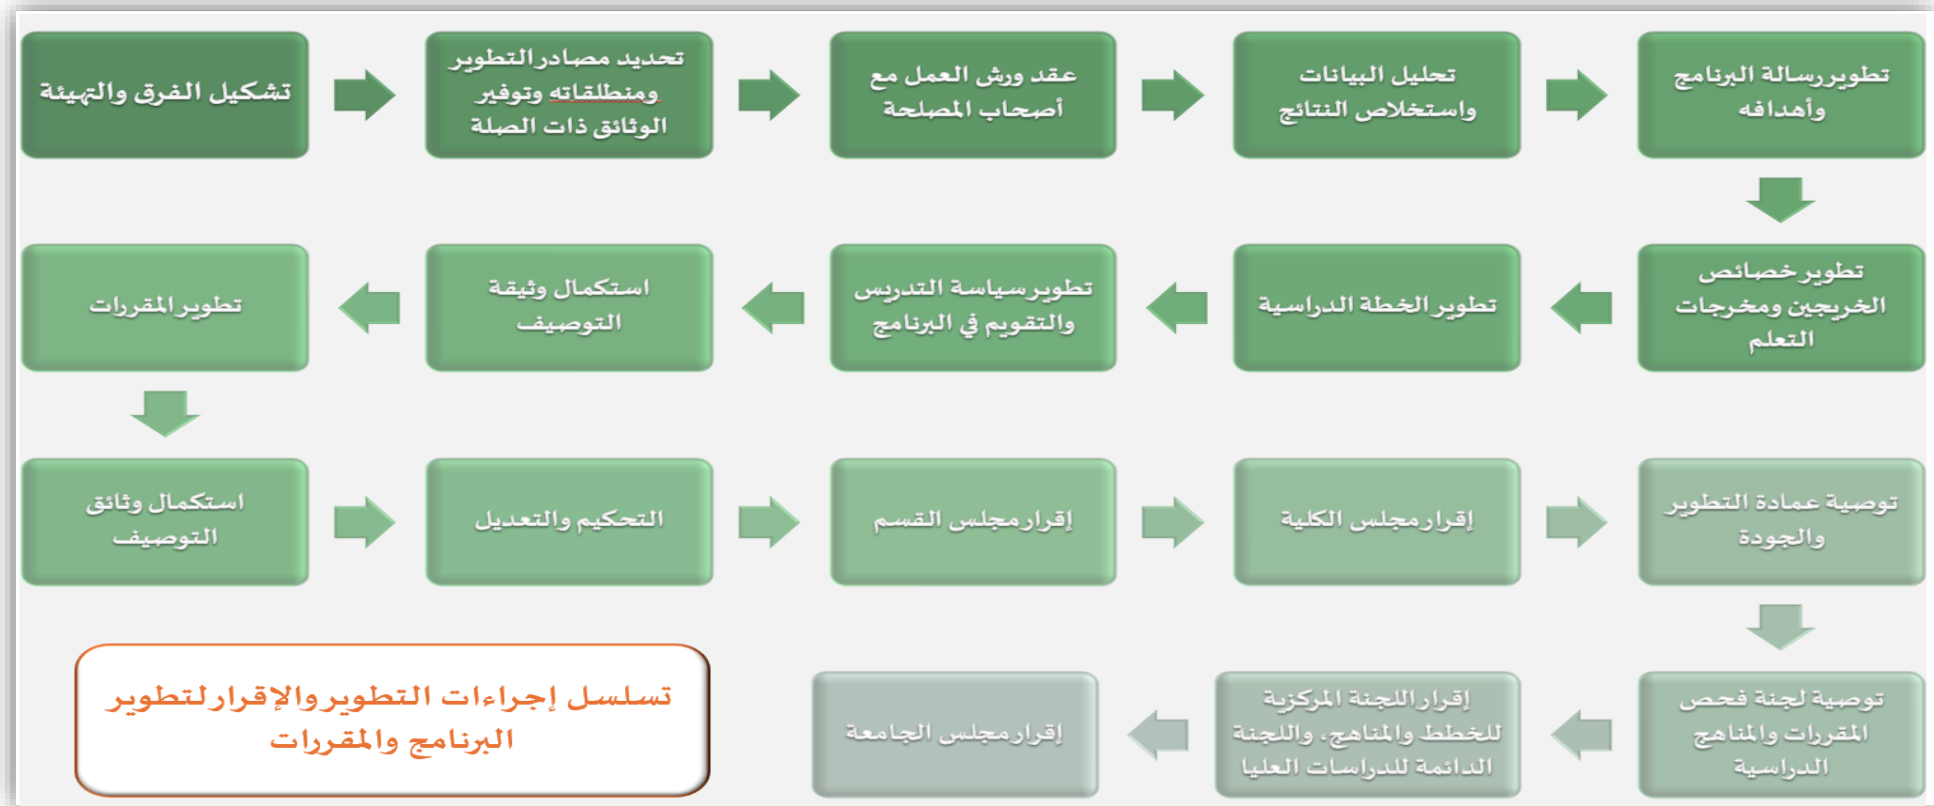 تشكيل الفرق والتهيئة
تحديد مصادر التطوير
ومنطلقاته وتوفير
الوثائق ذات الصلة
عقد ورش العمل مع
أصحاب المصلحة
تحليل البيانات
واستخلاص النتائج
تطوير رسالة البرنامج
وأهدافه
تطوير خصائص
الخريجين ومخرجات
التعلم
تطوير الخطة الدراسية
تطوير سياسة التدريس
والتقويم في البرنامج
استكمال وثيقة
التوصيف
تطوير المقررات
استكمال وثائق
التوصيف
التحكيم والتعديل
إقرار مجلس القسم
إقرار مجلس الكلية
توصية عمادة التطوير
والجودة
توصية لجنة فحص
المقررات والمناهج
الدراسية
إقرار اللجنة المركزية
للخطط والمناهج، واللجنة
الدائمة للدراسات العليا
إقرار مجلس الجامعة
تسلسل إجراءات التطوير والإقرار لتطوير
البرنامج والمقررات